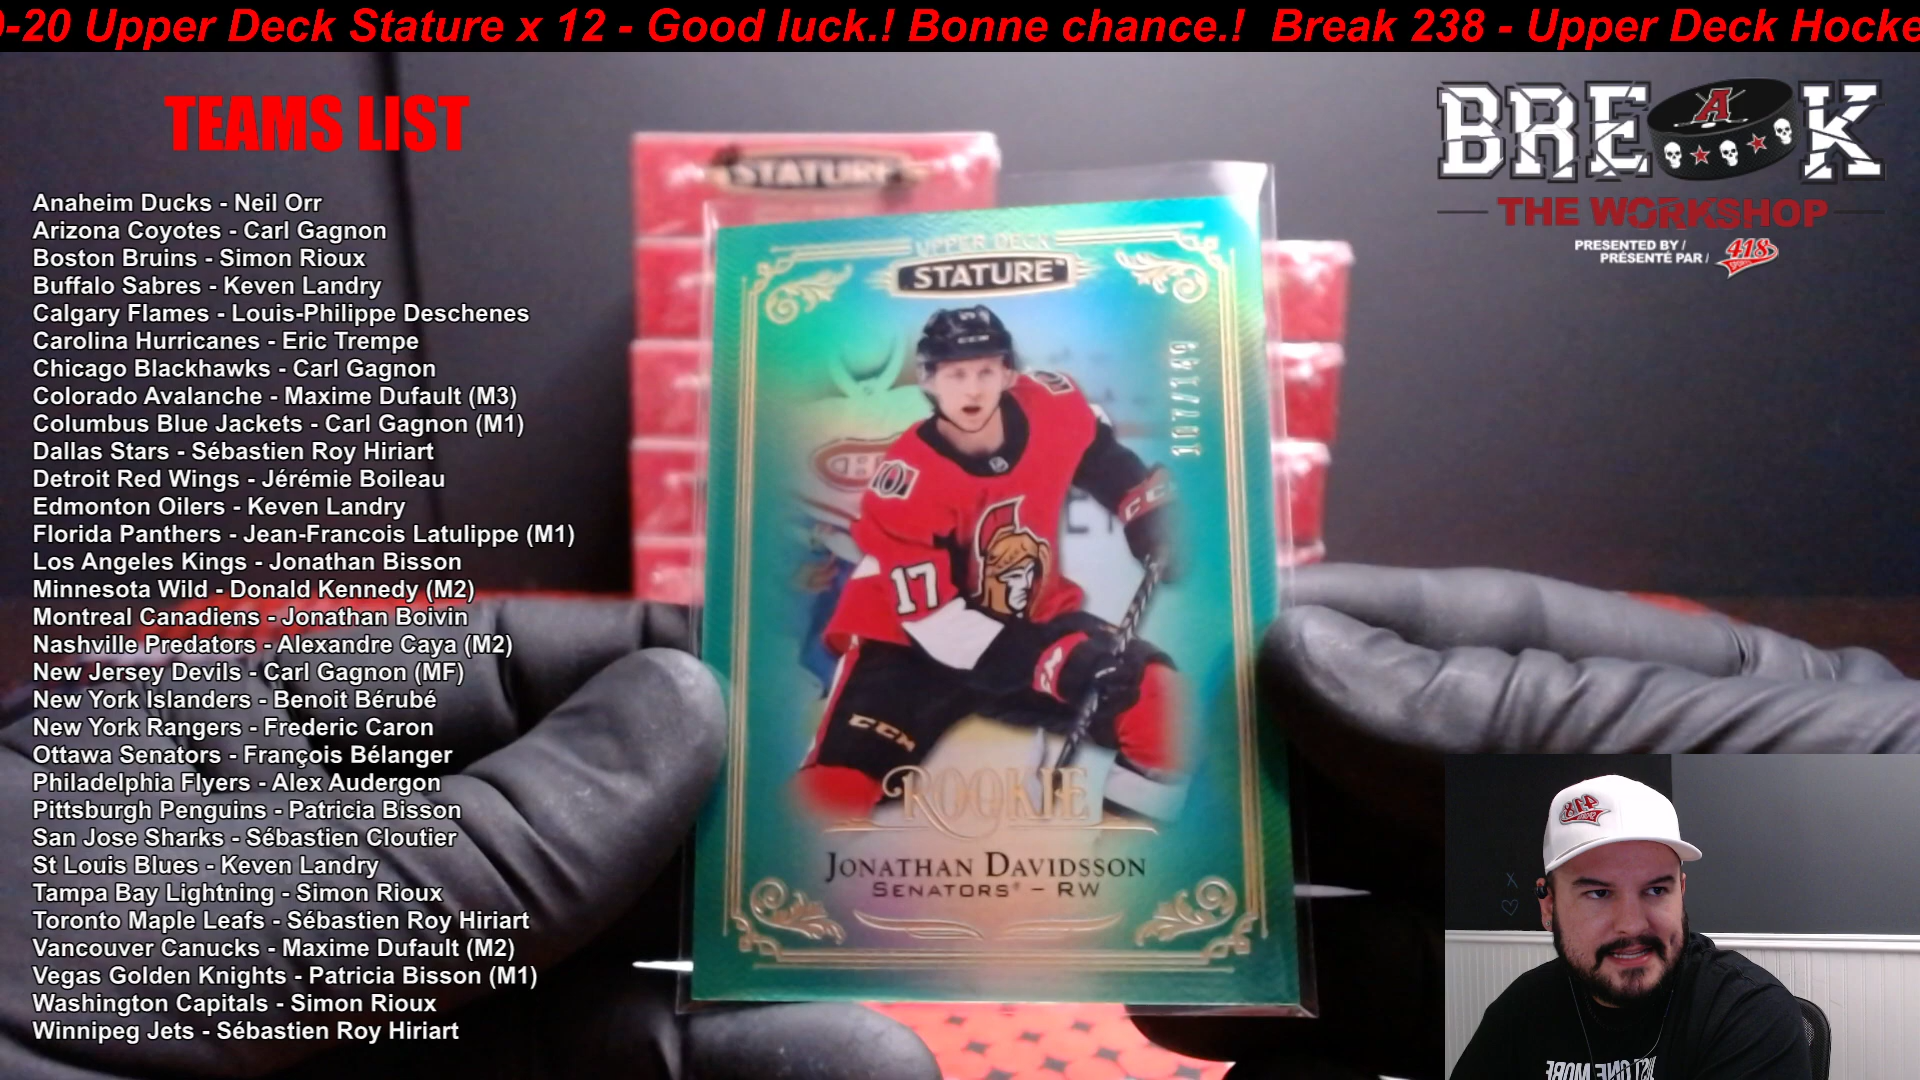 -20 Upper Deck Stature x 12 - Good luck.! Bonne chance.! Break 238 - Upper Deck Hocke
TEAMS LIST
Anaheim Ducks - Neil Orr
Arizona Coyotes - Carl Gagnon
Boston Bruins - Simon Rioux
Buffalo Sabres - Keven Landry
Calgary Flames - Louis-Philippe Deschenes
Carolina Hurricanes - Eric Trempe
Chicago Blackhawks - Carl Gagnon
Colorado Avalanche - Maxime Dufault (M3)
Columbus Blue Jackets - Carl Gagnon (M1)
Dallas Stars - Sébastien Roy Hiriart
Detroit Red Wings - Jérémie Boileau
Edmonton Oilers - Keven Landry
Florida Panthers - Jean-Francois Latulippe (M1)
Los Angeles Kings - Jonathan Bisson
Minnesota Wild - Donald Kennedy (M2)
Montreal Canadiens - Jonathan Boivin
Nashville Predators - Alexandre Caya (M2)
New Jersey Devils - Carl Gagnon (MF)
New York Islanders - Benoit Bérubé
New York Rangers - Frederic Caron
Ottawa Senators - François Bélanger
Philadelphia Flyers - Alex Audergon
Pittsburgh Penguins - Patricia Bisson
San Jose Sharks - Sébastien Cloutier
St Louis Blues - Keven Landry
Tampa Bay Lightning - Simon Rioux
Toronto Maple Leafs - Sébastien Roy Hiriart
Vancouver Canucks - Maxime Dufault (M2)
Vegas Golden Knights - Patricia Bisson (M1)
Washington Capitals - Simon Rioux
Winnipeg Jets - Sébastien Roy Hiriart
STATURE
UPPER DECK
STATURE
107/149
CCM
17
CCM
ROOKIE
JONATHAN DAVIDSSON
SENATORS - RW
BREAK
A
THE WORKSHOP
PRESENTED BY /
PRÉSENTÉ PAR / 418
418
JUST ONE MORE